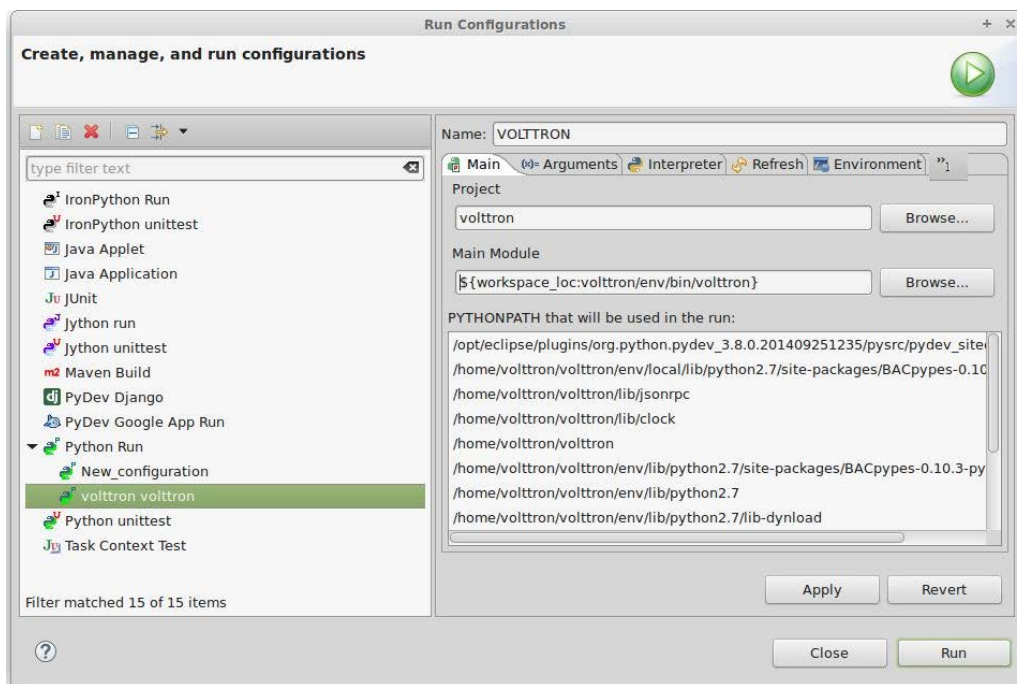 Run Configurations
Create, manage, and run configurations
type filter text
IronPython Run
IronPython unittest
Java Applet
Java Application
JUnit
Jython run
Jython unittest
Maven Build
PyDev Django
PyDev Google App Run
Python Run
New_configuration
volttron volttron
Python unittest
Task Context Test
Filter matched 15 of 15 items
Name: VOLTTRON
Main (x)= Arguments Interpreter Refresh Environment »1
Project
volttron
Browse...
Main Module
${workspace_loc:volttron/env/bin/volttron}
Browse...
PYTHONPATH that will be used in the run:
/opt/eclipse/plugins/org.python.pydev_3.8.0.201409251235/pysrc/pydev_site
/home/volttron/volttron/env/local/lib/python2.7/site-packages/BACpypes-0.10
/home/volttron/volttron/lib/jsonrpc
/home/volttron/volttron/lib/clock
/home/volttron/volttron
/home/volttron/volttron/env/lib/python2.7/site-packages/BACpypes-0.10.3-py
/home/volttron/volttron/env/lib/python2.7
/home/volttron/volttron/env/lib/python2.7/lib-dynload
Apply
Revert
Close
Run